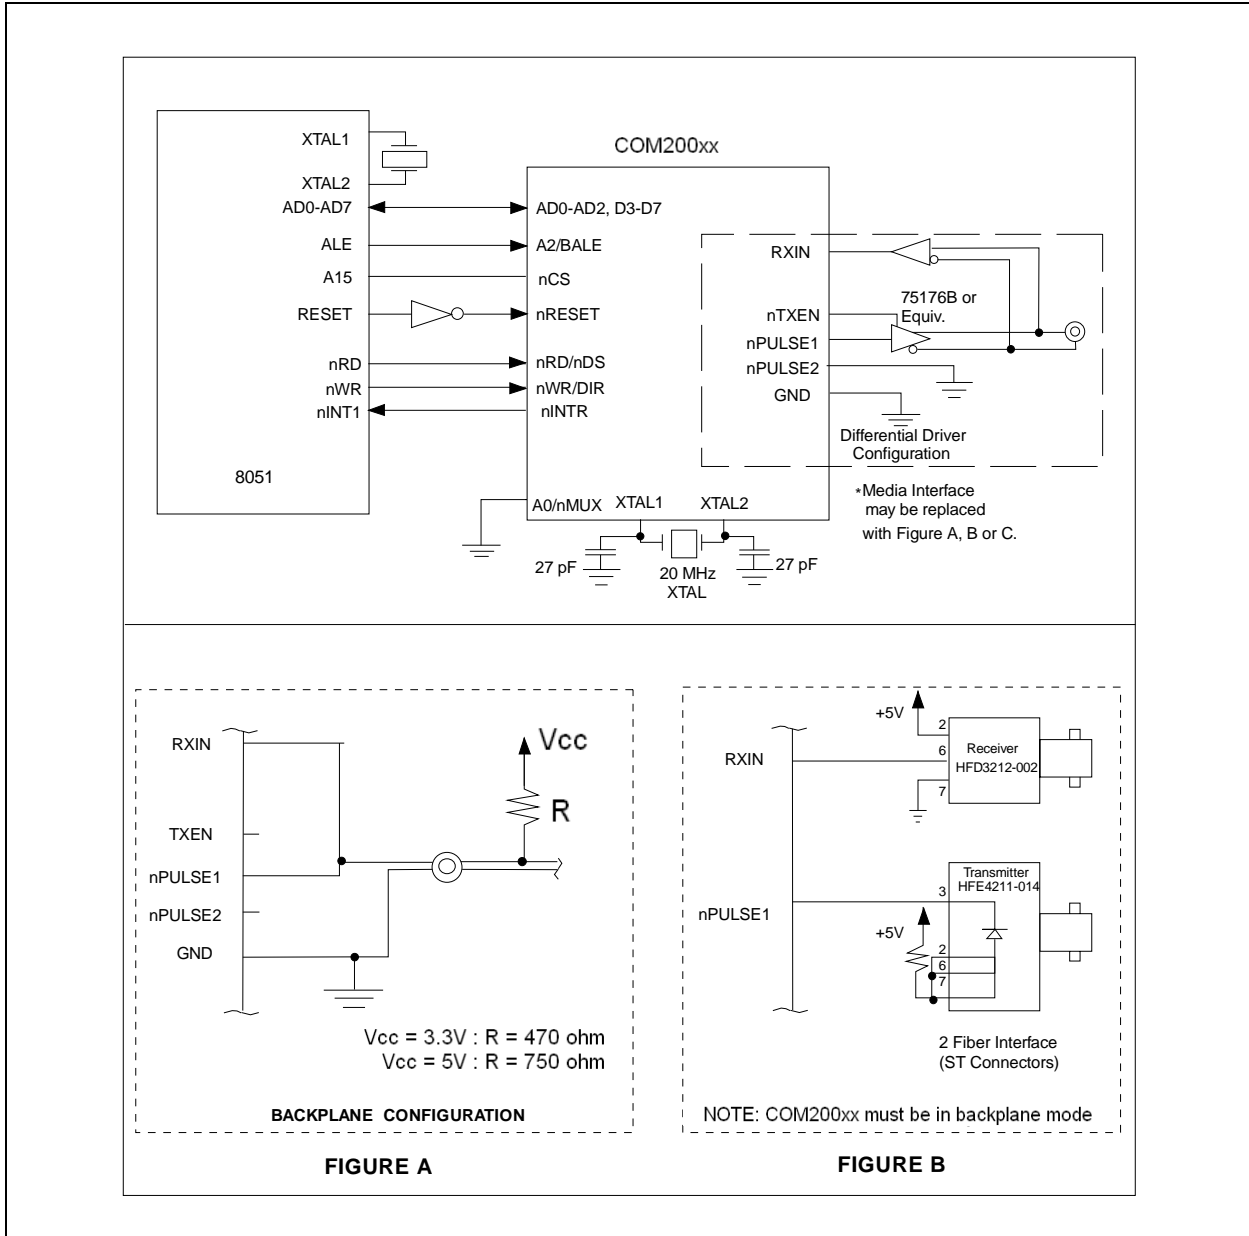 COM200xx
XTAL1
XTAL2
AD0-AD7
ALE
A15
RESET
nRD
nWR
nINT1
8051
AD0-AD2, D3-D7
A2/BALE
nCS
nRESET
nRD/nDS
nWR/DIR
nINTR
A0/nMUX
XTAL1
XTAL2
RXIN
nTXEN
nPULSE1
nPULSE2
GND
75176B or
Equiv.
Differential Driver
Configuration
*Media Interface
may be replaced
with Figure A, B or C.
27 pF
20 MHz
XTAL
27 pF
RXIN
TXEN
nPULSE1
nPULSE2
GND
Vcc
R
Vcc = 3.3V : R = 470 ohm
Vcc = 5V : R = 750 ohm
BACKPLANE CONFIGURATION
FIGURE A
+5V
2
6
7
Receiver
HFD3212-002
RXIN
nPULSE1
Transmitter
HFE4211-014
3
+5V
2
6
7
2 Fiber Interface
(ST Connectors)
NOTE: COM200xx must be in backplane mode
FIGURE B